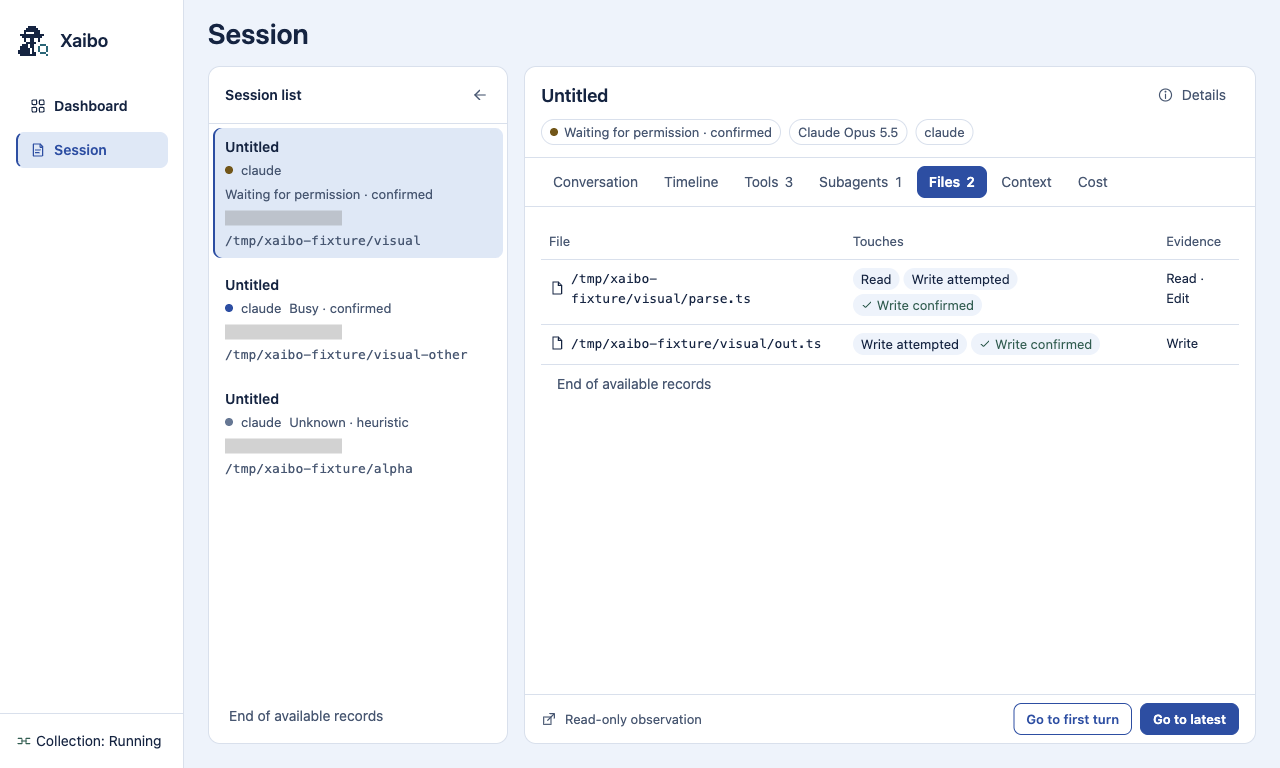 Xaibo
Dashboard
Session
Collection: Running
Session
Session list
Untitled
claude
Waiting for permission · confirmed
/tmp/xaibo-fixture/visual
Untitled
claude Busy · confirmed
/tmp/xaibo-fixture/visual-other
Untitled
claude Unknown · heuristic
/tmp/xaibo-fixture/alpha
End of available records
Untitled
Details
Waiting for permission · confirmed Claude Opus 5.5 claude
Conversation Timeline Tools 3 Subagents 1 Files 2 Context Cost
File Touches Evidence
/tmp/xaibo-
fixture/visual/parse.ts
Read Write attempted
Write confirmed
Read ·
Edit
/tmp/xaibo-fixture/visual/out.ts Write attempted Write confirmed Write
End of available records
Read-only observation Go to first turn Go to latest